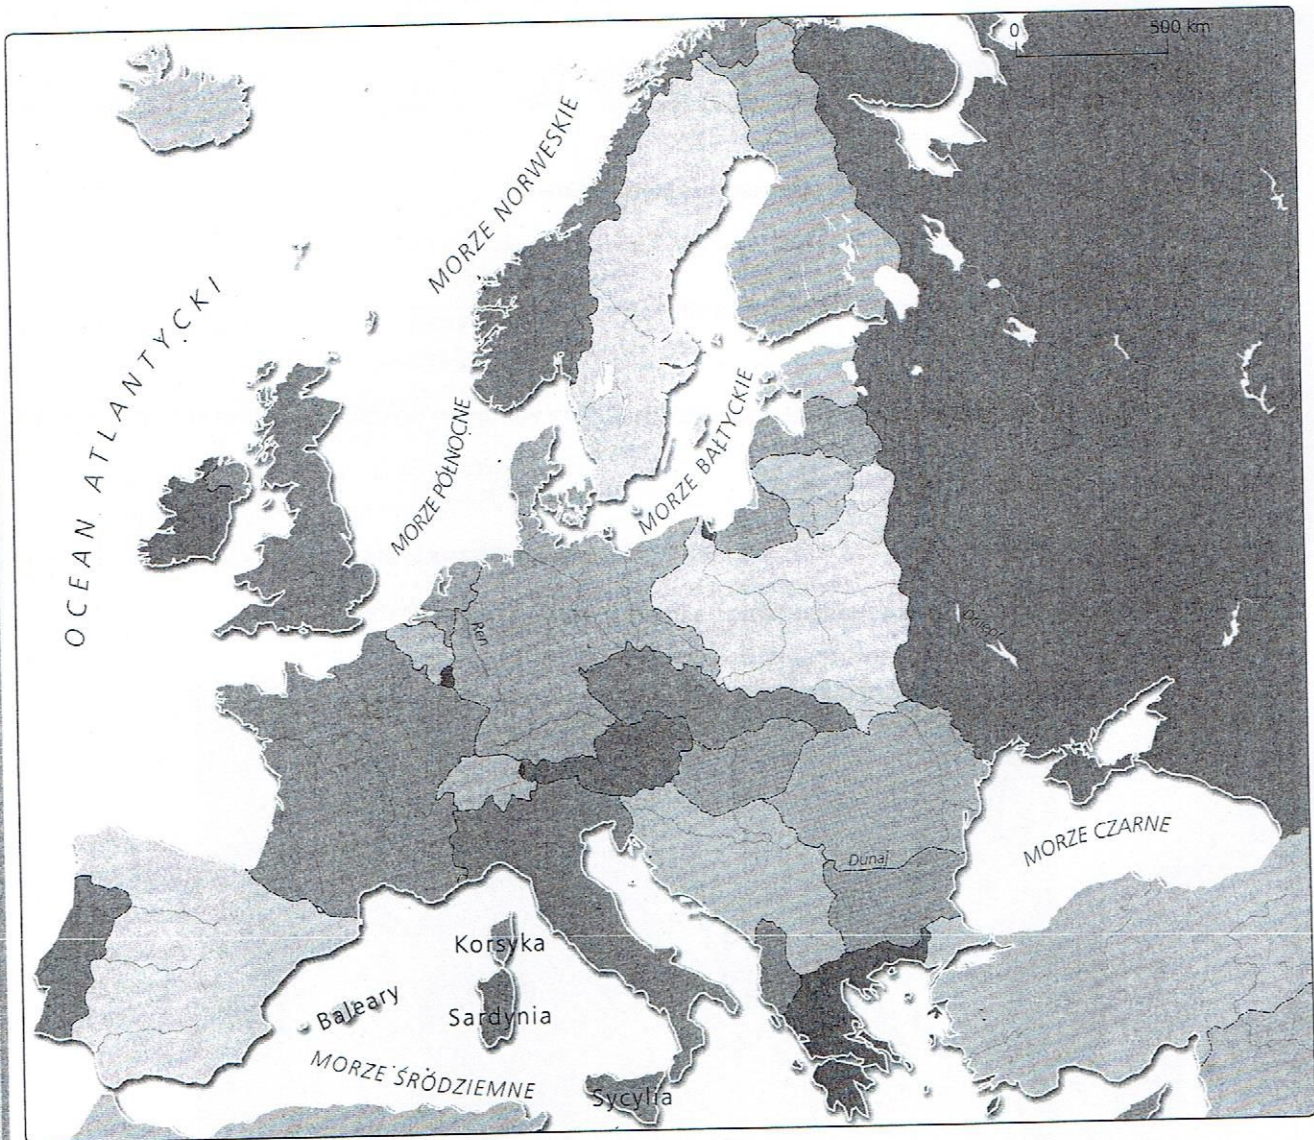 0 500 km
MORZE NORWESKIE
OCEAN ATLANTYCKI
MORZE PÓŁNOCNE
MORZE BAŁTYCKIE
Ren
Dniepr
MORZE CZARNE
Dunaj
Korsyka
Baleary
Sardynia
MORZE ŚRÓDZIEMNE
Sycylia